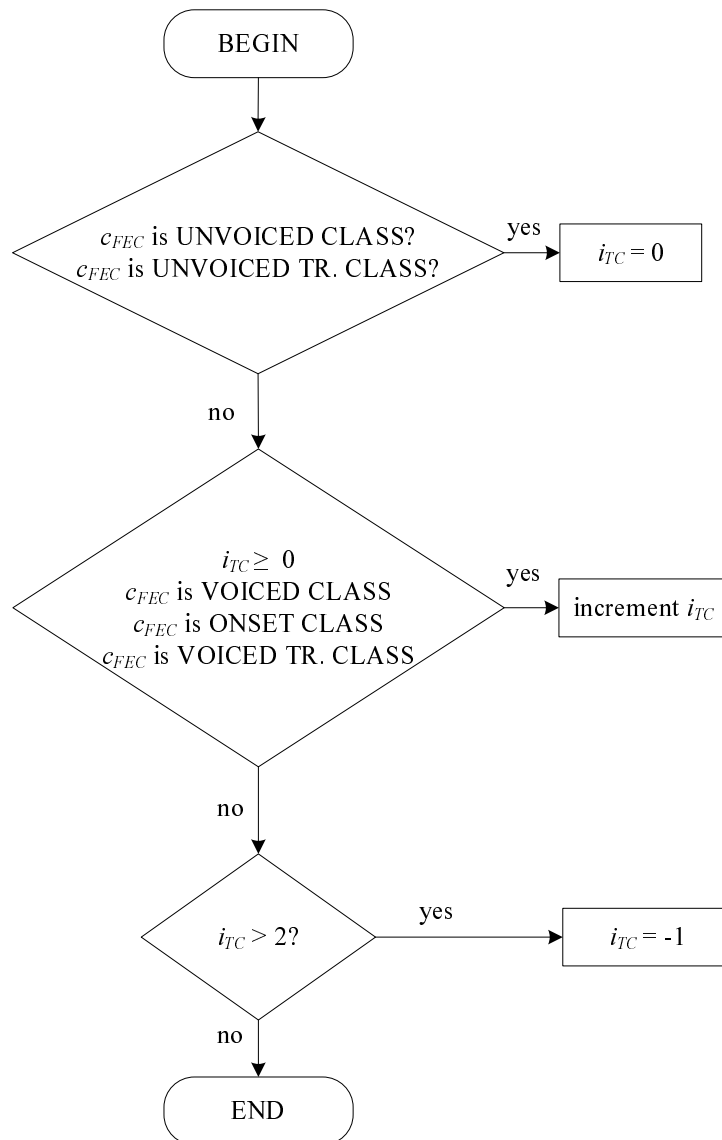 BEGIN
c_FEC is UNVOICED CLASS?
c_FEC is UNVOICED TR. CLASS?
yes
i_TC = 0
no
i_TC ≥ 0
c_FEC is VOICED CLASS
c_FEC is ONSET CLASS
c_FEC is VOICED TR. CLASS
yes
increment i_TC
no
i_TC > 2?
yes
i_TC = -1
no
END